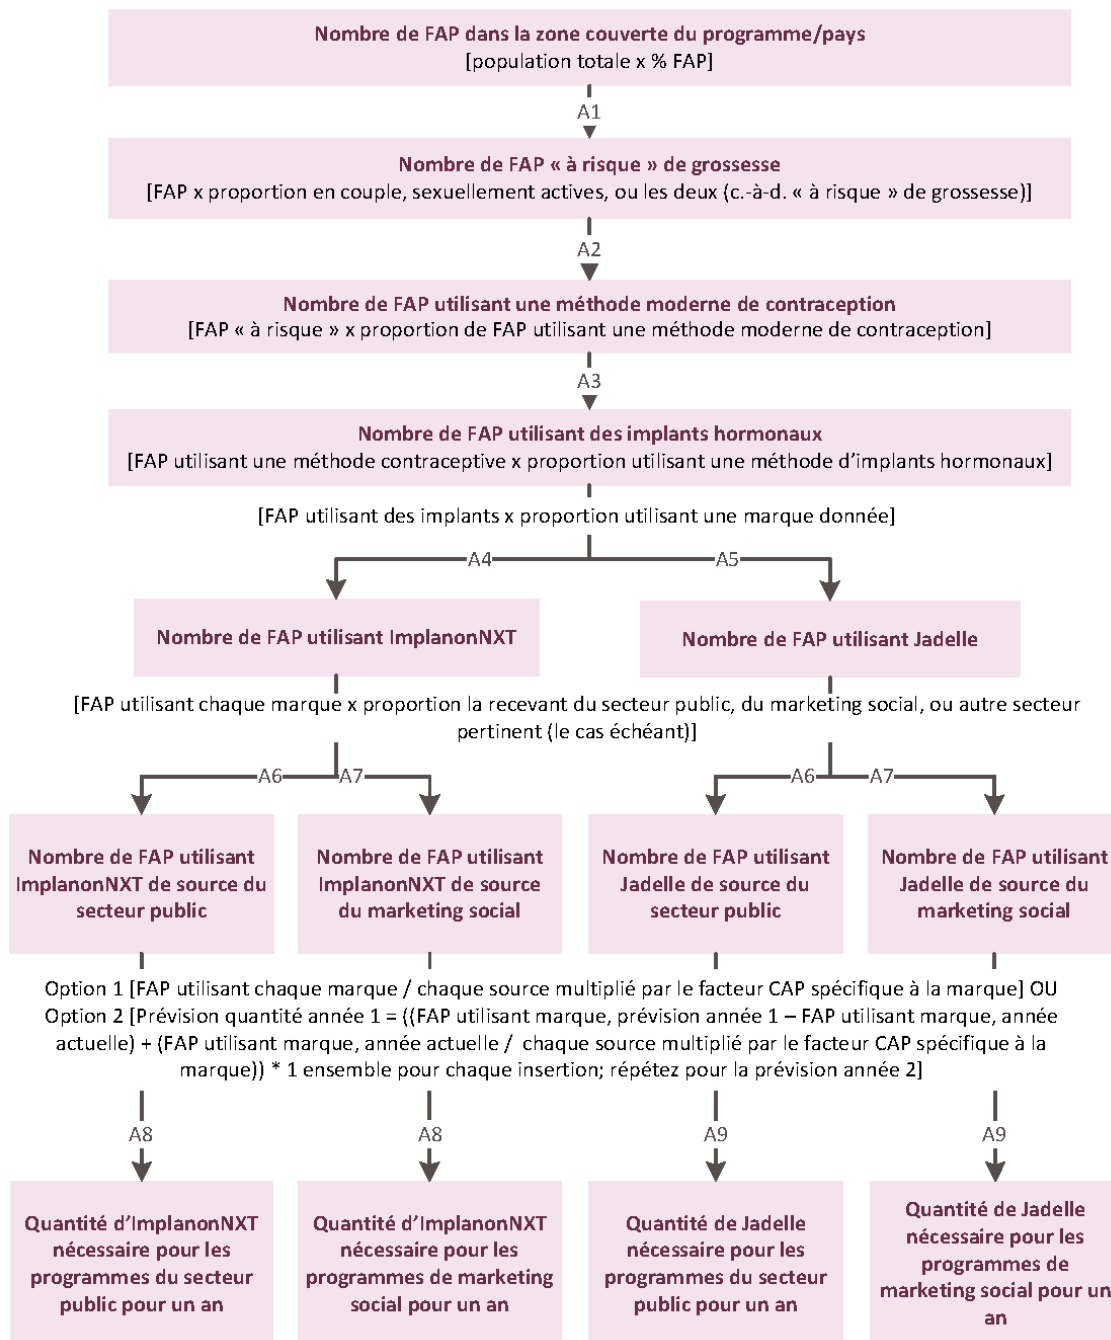 Nombre de FAP dans la zone couverte du programme/pays
[population totale x % FAP]
A1
Nombre de FAP « à risque » de grossesse
[FAP x proportion en couple, sexuellement actives, ou les deux (c.-à-d. « à risque » de grossesse)]
A2
Nombre de FAP utilisant une méthode moderne de contraception
[FAP « à risque » x proportion de FAP utilisant une méthode moderne de contraception]
A3
Nombre de FAP utilisant des implants hormonaux
[FAP utilisant une méthode contraceptive x proportion utilisant une méthode d'implants hormonaux]
[FAP utilisant des implants x proportion utilisant une marque donnée]
A4
A5
Nombre de FAP utilisant ImplanonNXT
Nombre de FAP utilisant Jadelle
[FAP utilisant chaque marque x proportion la recevant du secteur public, du marketing social, ou autre secteur
pertinent (le cas échéant)]
A6
A7
A6
A7
Nombre de FAP utilisant
ImplanonNXT de source du
secteur public
Nombre de FAP utilisant
ImplanonNXT de source
du marketing social
Nombre de FAP utilisant
Jadelle de source du
secteur public
Nombre de FAP utilisant
Jadelle de source du
marketing social
Option 1 [FAP utilisant chaque marque / chaque source multiplié par le facteur CAP spécifique à la marque] OU
Option 2 [Prévision quantité année 1 = ((FAP utilisant marque, prévision année 1 – FAP utilisant marque, année
actuelle) + (FAP utilisant marque, année actuelle / chaque source multiplié par le facteur CAP spécifique à la
marque)) * 1 ensemble pour chaque insertion; répétez pour la prévision année 2]
A8
A8
A9
A9
Quantité d'ImplanonNXT
nécessaire pour les
programmes du secteur
public pour un an
Quantité d'ImplanonNXT
nécessaire pour les
programmes de marketing
social pour un an
Quantité de Jadelle
nécessaire pour les
programmes du secteur
public pour un an
Quantité de Jadelle
nécessaire pour les
programmes de
marketing social pour un
an